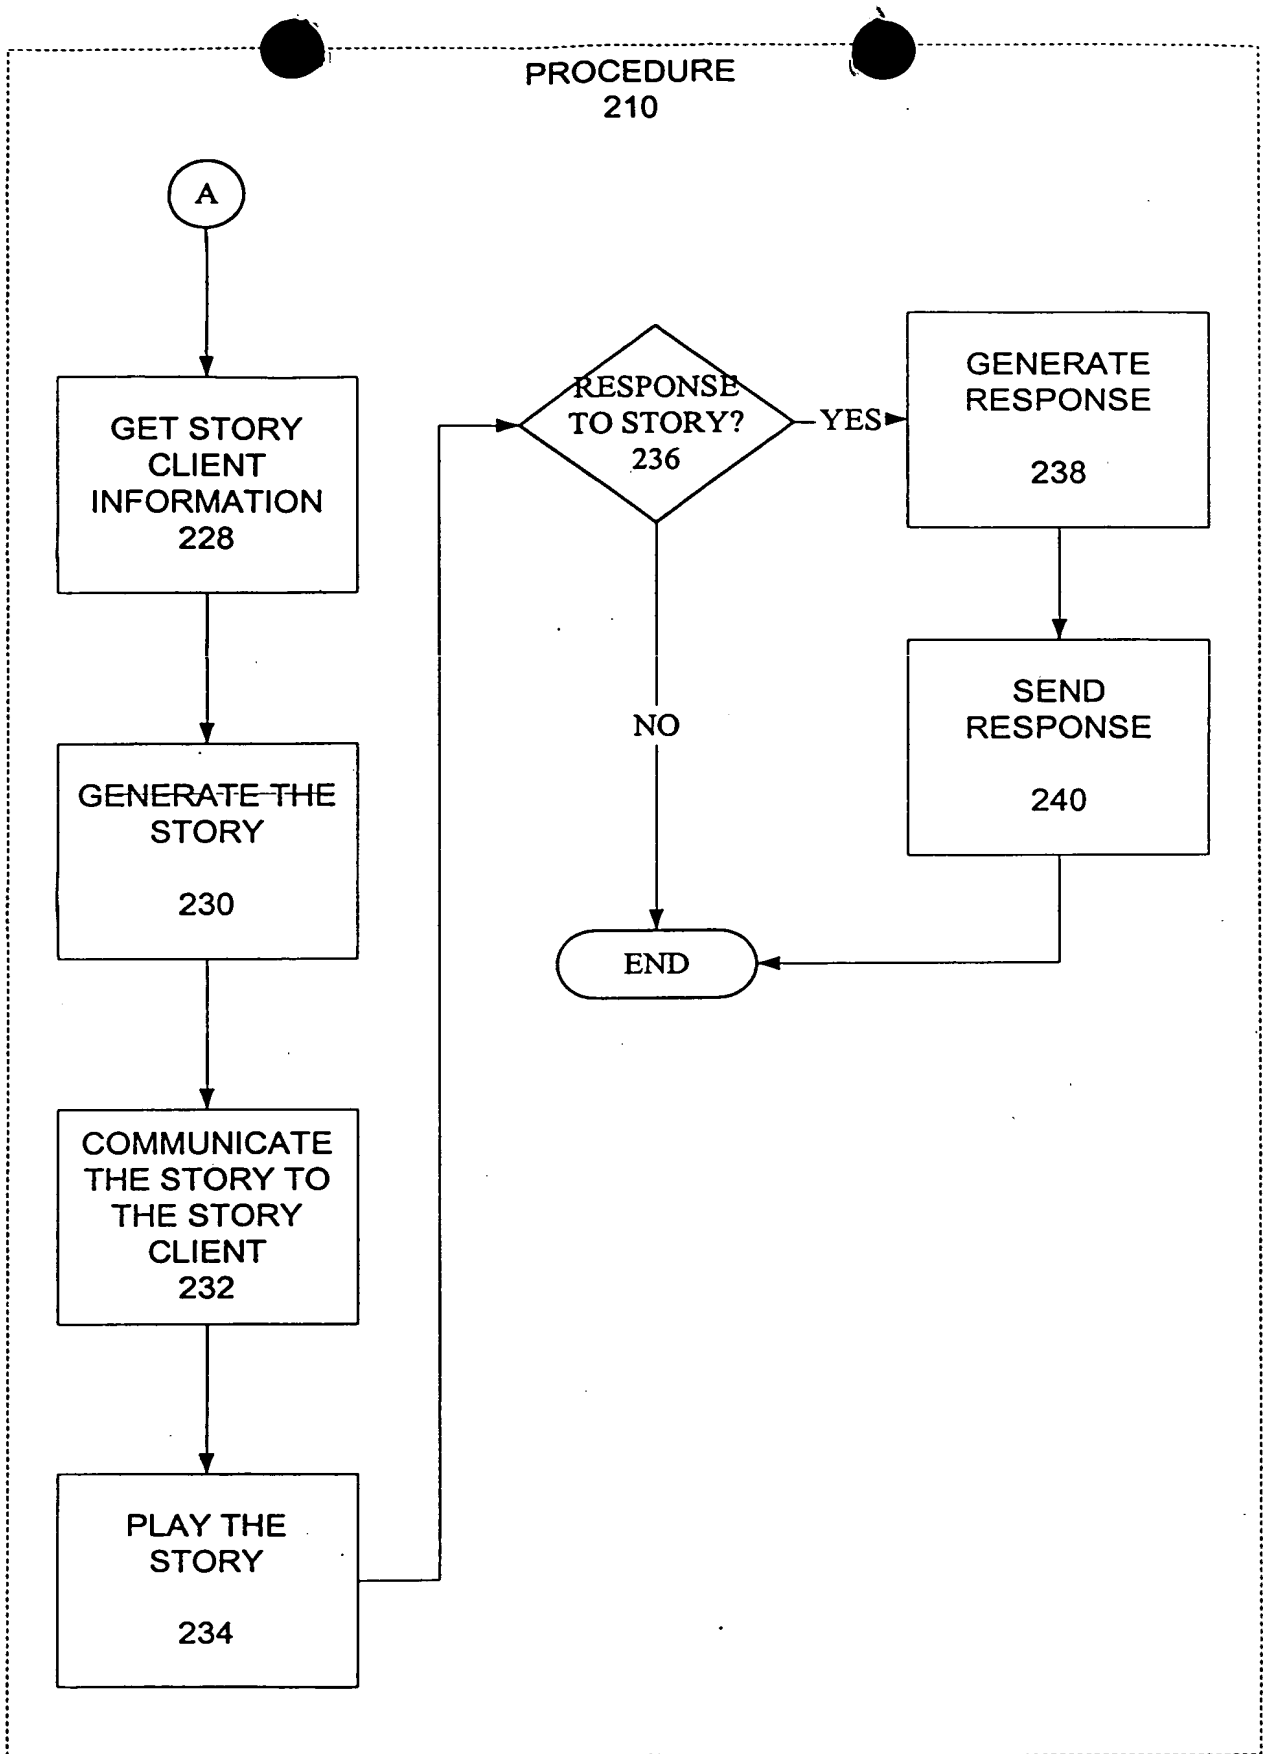 PROCEDURE
210
A
GET STORY
CLIENT
INFORMATION
228
GENERATE THE
STORY
230
COMMUNICATE
THE STORY TO
THE STORY
CLIENT
232
PLAY THE
STORY
234
RESPONSE
TO STORY?
236
YES
NO
END
GENERATE
RESPONSE
238
SEND
RESPONSE
240